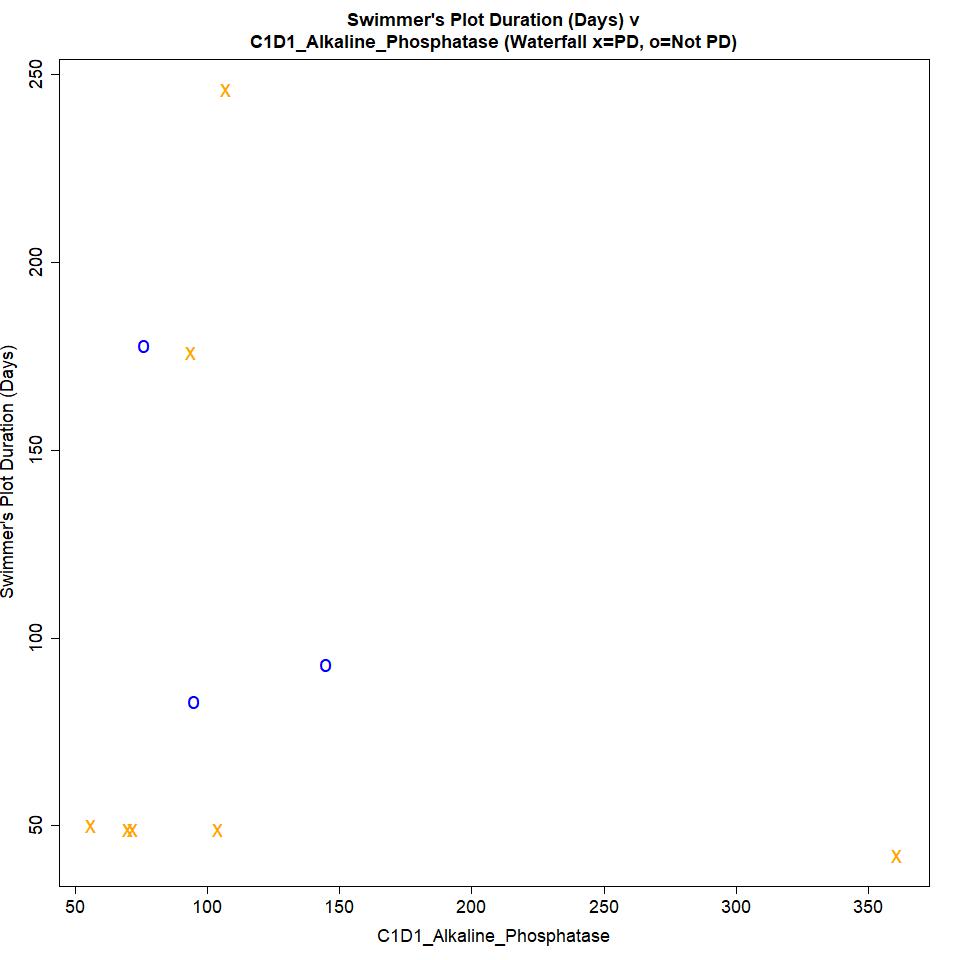 Swimmer's Plot Duration (Days) v
C1D1_Alkaline_Phosphatase (Waterfall x=PD, o=Not PD)
250
X
200
O
X
Swimmer's Plot Duration (Days)
150
100
O
O
50
X
XX
X
X
50 100 150 200 250 300 350
C1D1_Alkaline_Phosphatase